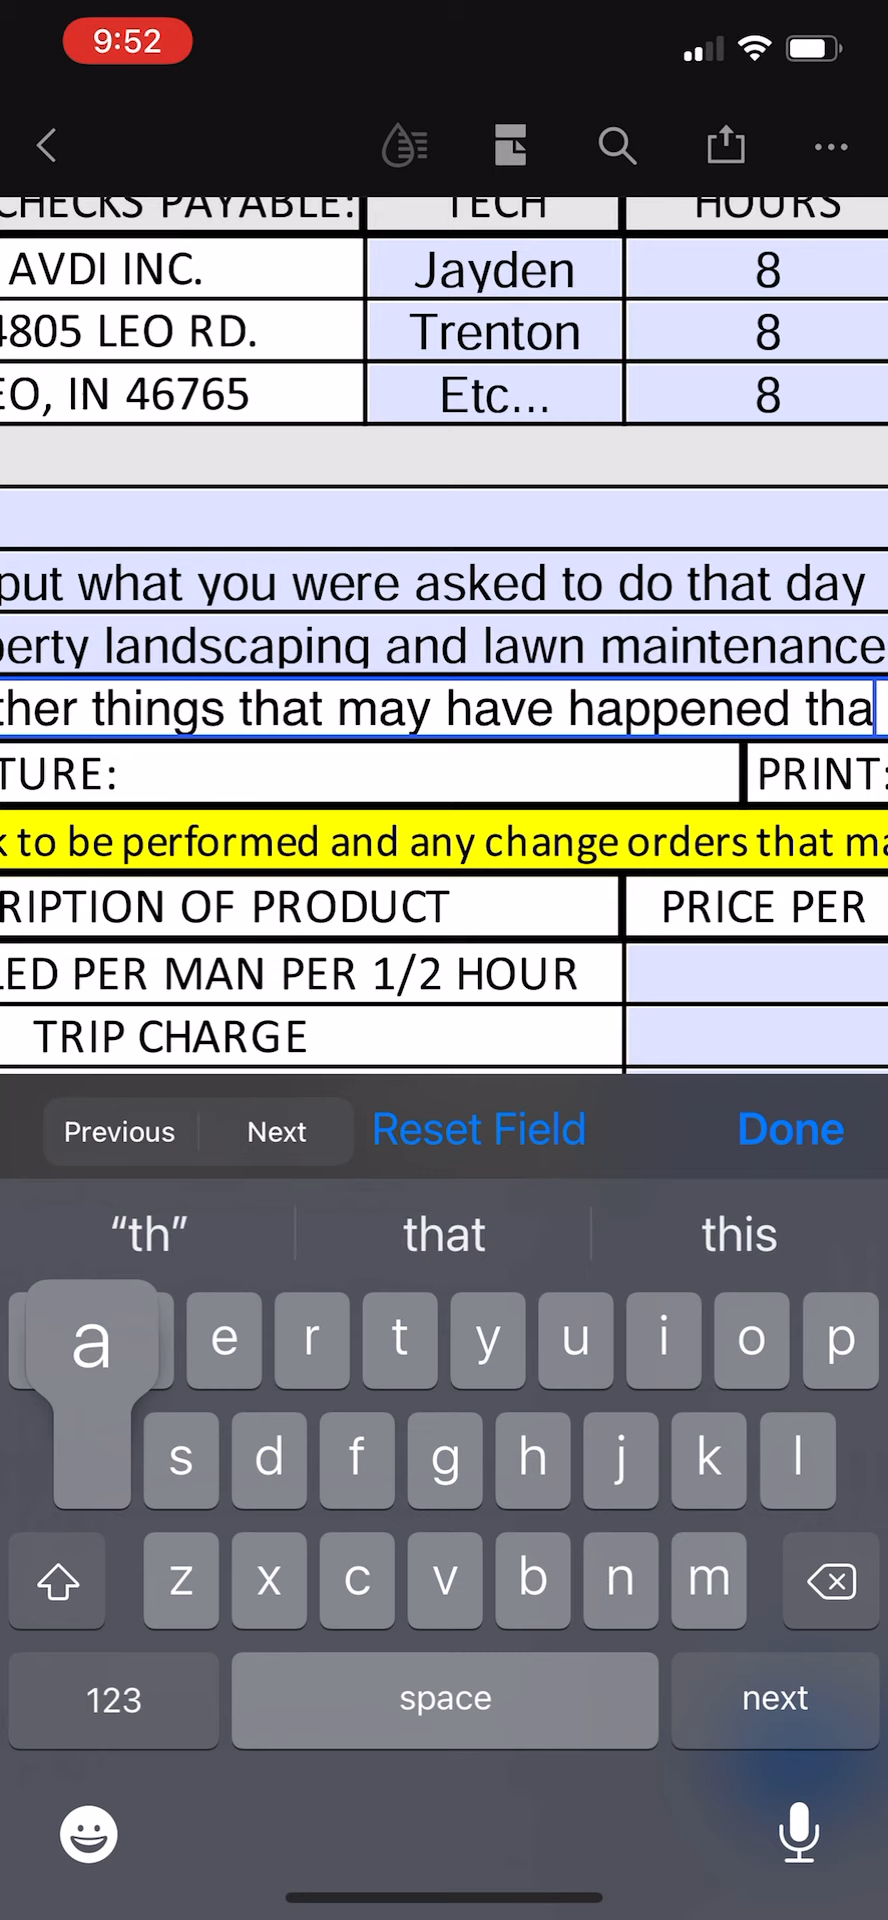 9:52
CHECKS PAYABLE: TECH HOURS
AVDI INC. Jayden 8
4805 LEO RD. Trenton 8
EO, IN 46765 Etc... 8
put what you were asked to do that day
perty landscaping and lawn maintenance
ther things that may have happened tha
TURE: PRINT:
k to be performed and any change orders that ma
RIPTION OF PRODUCT PRICE PER
LED PER MAN PER 1/2 HOUR
TRIP CHARGE
Previous Next Reset Field Done
“th” that this
a e r t y u i o p
s d f g h j k l
z x c v b n m
123 space next